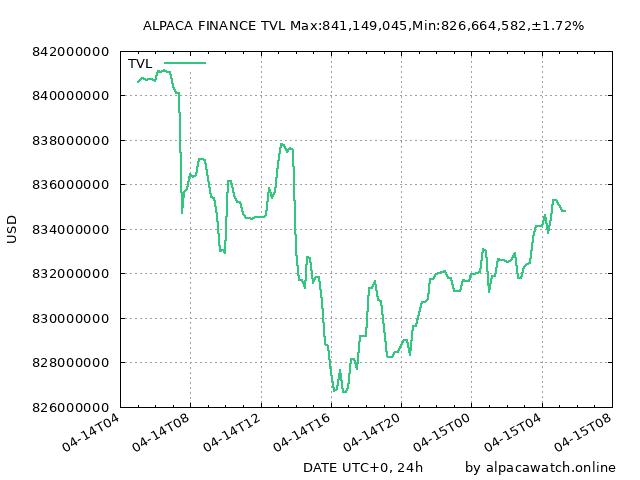 ALPACA FINANCE TVL Max:841,149,045,Min:826,664,582,±1.72%
842000000
TVL
840000000
838000000
836000000
834000000
832000000
830000000
828000000
826000000
USD
04-14T04
04-14T08
04-14T12
04-14T16
04-14T20
04-15T00
04-15T04
04-15T08
DATE UTC+0, 24h
by alpacawatch.online